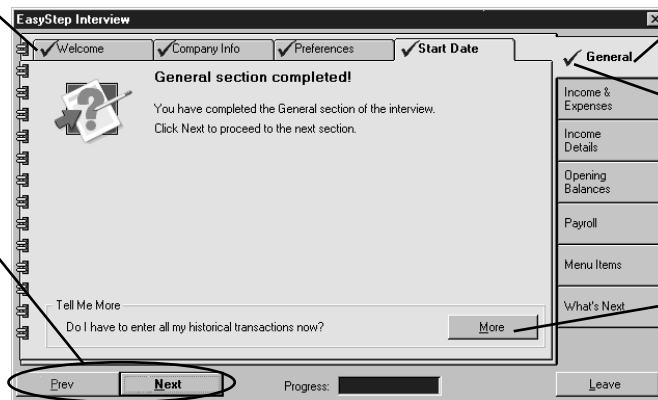 EasyStep Interview
Welcome
Company Info
Preferences
Start Date
General section completed!
You have completed the General section of the interview.
Click Next to proceed to the next section.
Tell Me More
Do I have to enter all my historical transactions now?
More
General
Income &
Expenses
Income
Details
Opening
Balances
Payroll
Menu Items
What's Next
Prev
Next
Progress:
Leave